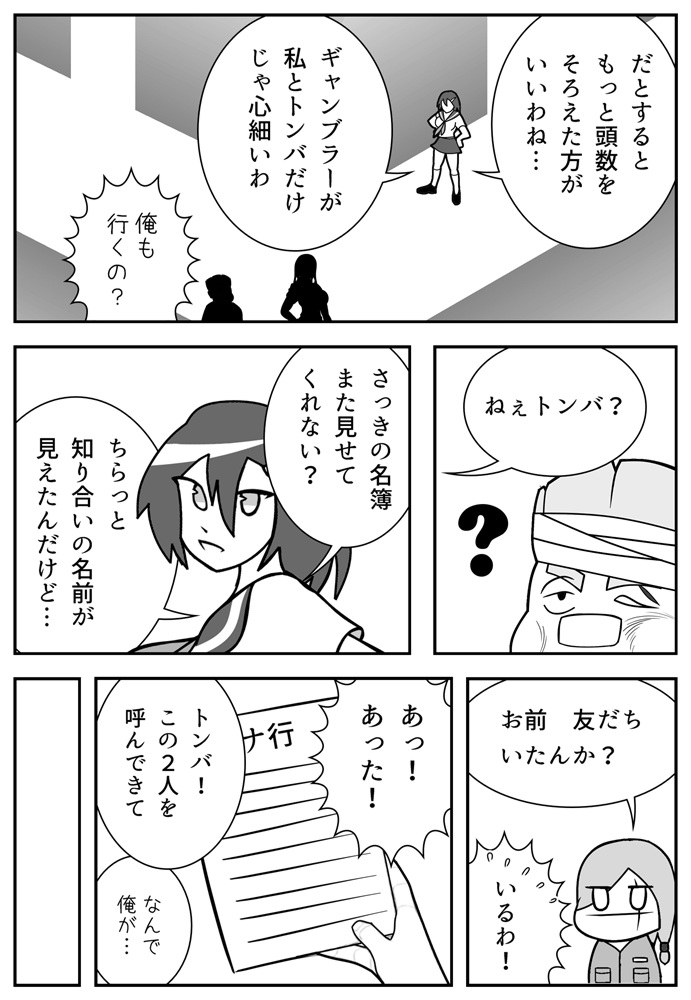 だとすると
もっと頭数を
そろえた方が
いいわね…
ギャンブラーが
私とトンバだけ
じゃ心細いわ
俺も
行くの？
ねぇトンバ？
？
さっきの名簿
また見せて
くれない？
ちらっと
知り合いの名前が
見えたんだけど…
お前　友だち
いたんか？
いるわ！
あっ！
あった！
ナ行
トンバ！
この2人を
呼んできて
なんで
俺が…